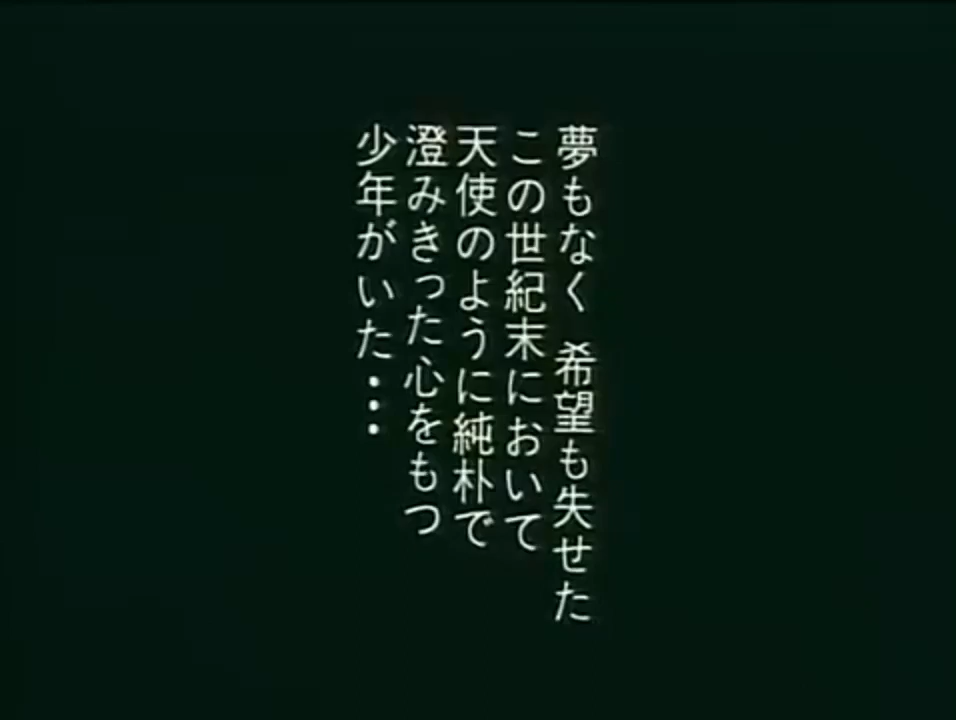 夢もなく 希望も失せた
この世紀末において
天使のように純朴で
澄みきった心をもつ
少年がいた・・・